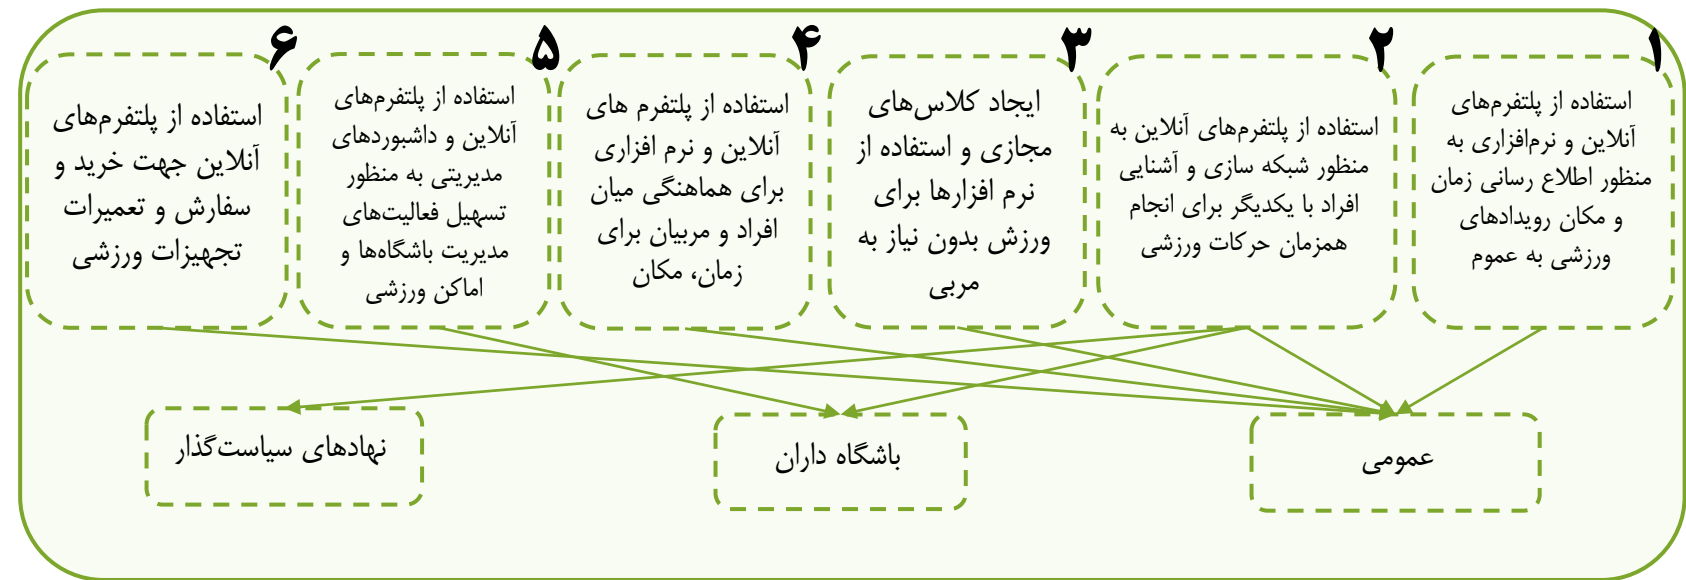 ۱
استفاده از پلتفرم‌های
آنلاین و نرم‌افزاری به
منظور اطلاع رسانی زمان
و مکان رویدادهای
ورزشی به عموم
۲
استفاده از پلتفرم‌های آنلاین به
منظور شبکه سازی و آشنایی
افراد با یکدیگر برای انجام
همزمان حرکات ورزشی
۳
ایجاد کلاس‌های
مجازی و استفاده از
نرم افزارها برای
ورزش بدون نیاز به
مربی
۴
استفاده از پلتفرم های
آنلاین و نرم افزاری
برای هماهنگی میان
افراد و مربیان برای
زمان، مکان
۵
استفاده از پلتفرم‌های
آنلاین و داشبوردهای
مدیریتی به منظور
تسهیل فعالیت‌های
مدیریت باشگاه‌ها و
اماکن ورزشی
۶
استفاده از پلتفرم‌های
آنلاین جهت خرید و
سفارش و تعمیرات
تجهیزات ورزشی
عمومی
باشگاه داران
نهادهای سیاست‌گذار